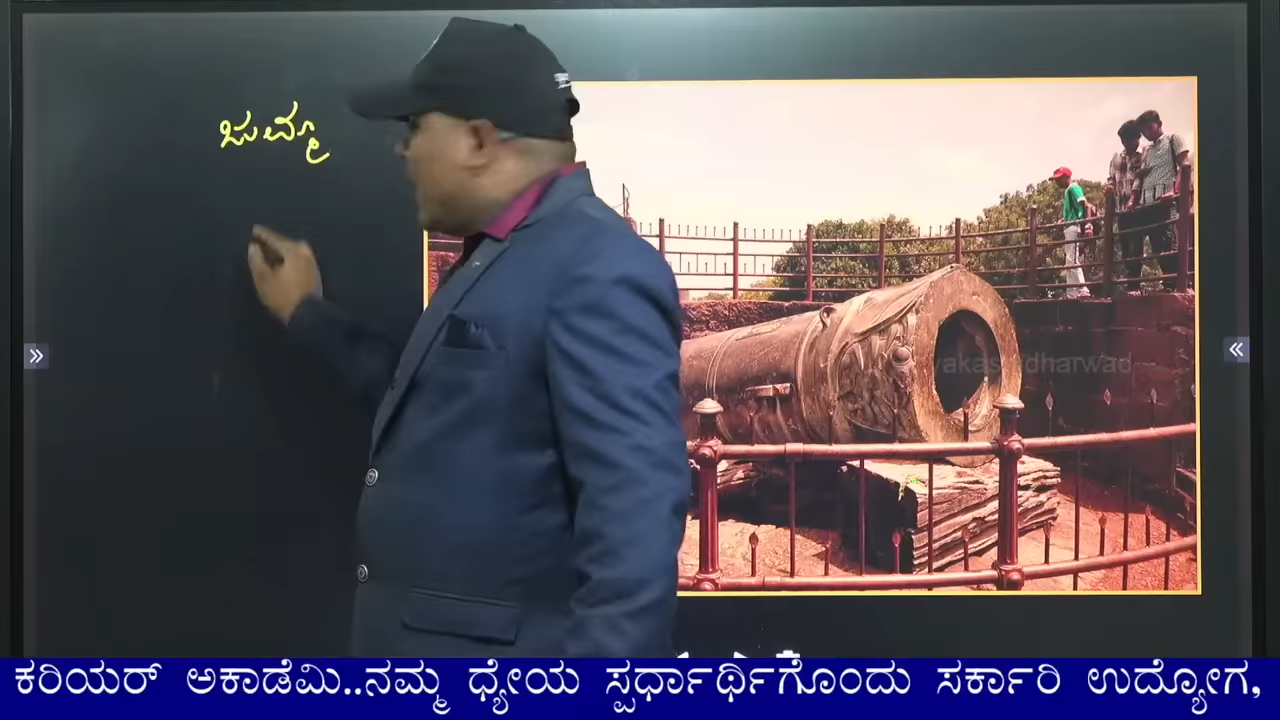 ಜುಮ್ಮ
ಕರಿಯರ್ ಅಕಾಡೆಮಿ..ನಮ್ಮ ಧ್ಯೇಯ ಸ್ಪರ್ಧಾರ್ಥಿಗೊಂದು ಸರ್ಕಾರಿ ಉದ್ಯೋಗ,